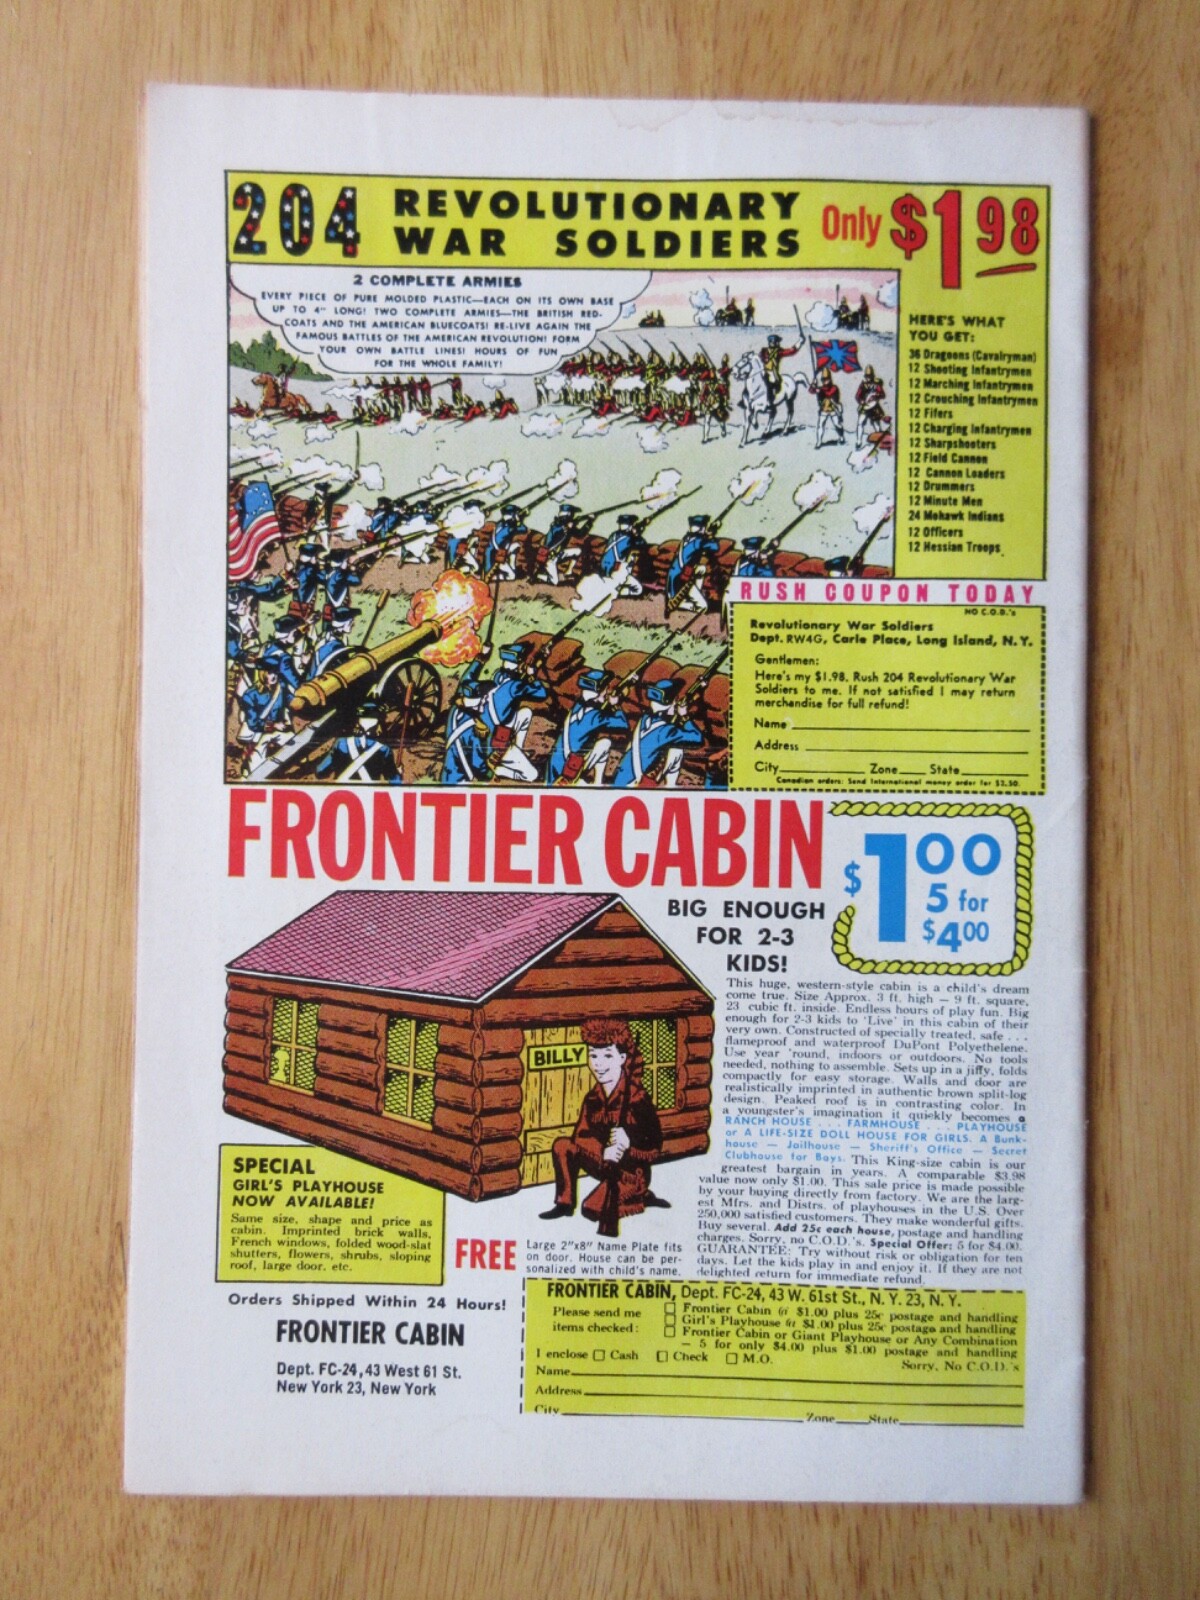 204 REVOLUTIONARY
WAR SOLDIERS
Only $1 98
2 COMPLETE ARMIES
EVERY PIECE OF PURE MOLDED PLASTIC—EACH ON ITS OWN BASE
UP TO 4" LONG! TWO COMPLETE ARMIES—THE BRITISH RED-
COATS AND THE AMERICAN BLUECOATS! RE-LIVE AGAIN THE
FAMOUS BATTLES OF THE AMERICAN REVOLUTION! FORM
YOUR OWN BATTLE LINES! HOURS OF FUN
FOR THE WHOLE FAMILY!
HERE'S WHAT
YOU GET:
36 Dragoons (Cavalryman)
12 Shooting Infantrymen
12 Marching Infantrymen
12 Crouching Infantrymen
12 Fifers
12 Charging Infantrymen
12 Sharpshooters
12 Field Cannon
12 Cannon Loaders
12 Drummers
12 Minute Men
24 Mohawk Indians
12 Officers
12 Hessian Troops
RUSH COUPON TODAY
NO C.O.D.'s
Revolutionary War Soldiers
Dept. RW4G, Carle Place, Long Island, N. Y.
Gentlemen:
Here's my $1.98. Rush 204 Revolutionary War
Soldiers to me. If not satisfied I may return
merchandise for full refund!
Name
Address
City Zone State
Canadian orders: Send International money order for $2.50.
FRONTIER CABIN
$1 00
5 for
$4 00
BIG ENOUGH
FOR 2-3
KIDS!
BILLY
This huge, western-style cabin is a child's dream
come true. Size Approx. 3 ft. high — 9 ft. square,
23 cubic ft. inside. Endless hours of play fun. Big
enough for 2-3 kids to 'Live' in this cabin of their
very own. Constructed of specially treated, safe . . .
flameproof and waterproof DuPont Polyethelene.
Use year 'round, indoors or outdoors. No tools
needed, nothing to assemble. Sets up in a jiffy, folds
compactly for easy storage. Walls and door are
realistically imprinted in authentic brown split-log
design. Peaked roof is in contrasting color. In
a youngster's imagination it quickly becomes a
RANCH HOUSE . . . FARMHOUSE . . . PLAYHOUSE
or A LIFE-SIZE DOLL HOUSE FOR GIRLS. A Bunk-
house — Jailhouse — Sheriff's Office — Secret
Clubhouse for Boys. This King-size cabin is our
greatest bargain in years. A comparable $3.98
value now only $1.00. This sale price is made possible
by your buying directly from factory. We are the larg-
est Mfrs. and Distrs. of playhouses in the U.S. Over
250,000 satisfied customers. They make wonderful gifts.
Buy several. Add 25c each house, postage and handling
charges. Sorry, no C.O.D.'s. Special Offer: 5 for $4.00.
GUARANTEE: Try without risk or obligation for ten
days. Let the kids play in and enjoy it. If they are not
delighted return for immediate refund.
SPECIAL
GIRL'S PLAYHOUSE
NOW AVAILABLE!
Same size, shape and price as
cabin. Imprinted brick walls,
French windows, folded wood-slat
shutters, flowers, shrubs, sloping
roof, large door, etc.
FREE
Large 2"x8" Name Plate fits
on door. House can be per-
sonalized with child's name.
Orders Shipped Within 24 Hours!
FRONTIER CABIN
Dept. FC-24, 43 West 61 St.
New York 23, New York
FRONTIER CABIN, Dept. FC-24, 43 W. 61st St., N. Y. 23, N. Y.
Please send me
items checked:
Frontier Cabin @ $1.00 plus 25c postage and handling
Girl's Playhouse @ $1.00 plus 25c postage and handling
Frontier Cabin or Giant Playhouse or Any Combination
— 5 for only $4.00 plus $1.00 postage and handling
I enclose Cash Check M.O. Sorry, No C.O.D.'s
Name
Address
City Zone State